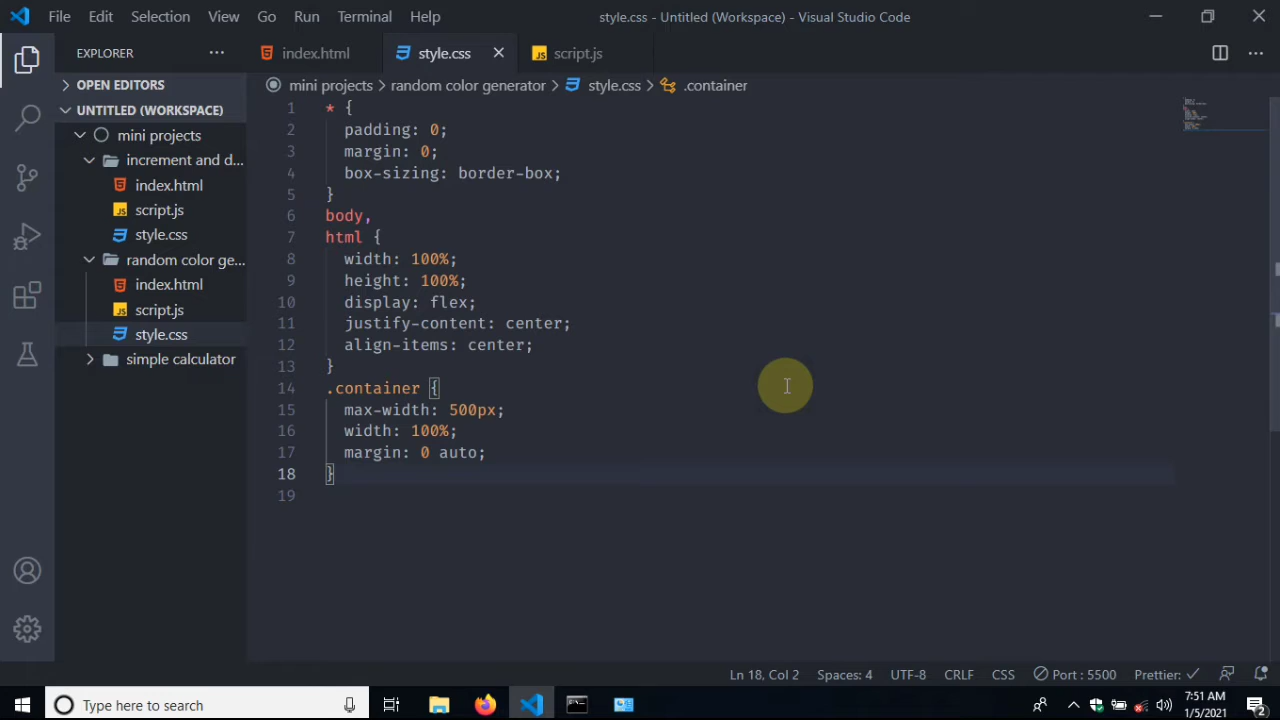 File Edit Selection View Go Run Terminal Help
style.css - Untitled (Workspace) - Visual Studio Code
EXPLORER
index.html
style.css
script.js
OPEN EDITORS
UNTITLED (WORKSPACE)
mini projects
increment and d...
index.html
script.js
style.css
random color ge...
index.html
script.js
style.css
simple calculator
mini projects > random color generator > style.css > .container
1 * {
2 padding: 0;
3 margin: 0;
4 box-sizing: border-box;
5 }
6 body,
7 html {
8 width: 100%;
9 height: 100%;
10 display: flex;
11 justify-content: center;
12 align-items: center;
13 }
14 .container {
15 max-width: 500px;
16 width: 100%;
17 margin: 0 auto;
18 }
19
Ln 18, Col 2 Spaces: 4 UTF-8 CRLF CSS Port : 5500 Prettier: ✓
Type here to search
7:51 AM
1/5/2021
2